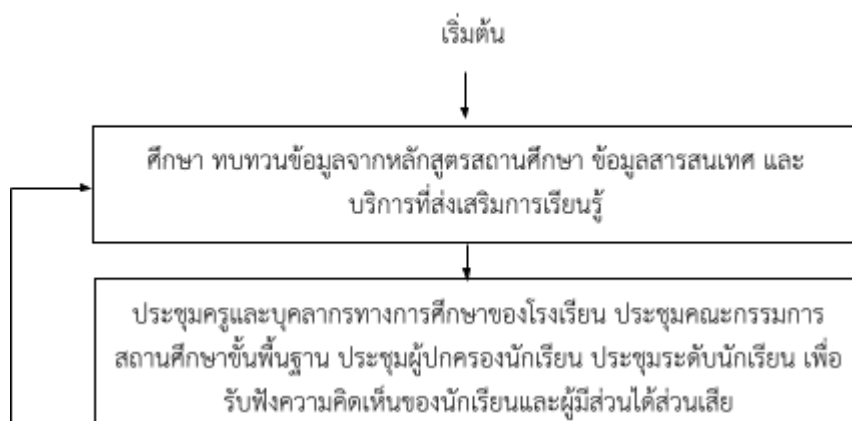 เริ่มต้น
ศึกษา ทบทวนข้อมูลจากหลักสูตรสถานศึกษา ข้อมูลสารสนเทศ และ
บริการที่ส่งเสริมการเรียนรู้
ประชุมครูและบุคลากรทางการศึกษาของโรงเรียน ประชุมคณะกรรมการ
สถานศึกษาขั้นพื้นฐาน ประชุมผู้ปกครองนักเรียน ประชุมระดับนักเรียน เพื่อ
รับฟังความคิดเห็นของนักเรียนและผู้มีส่วนได้ส่วนเสีย